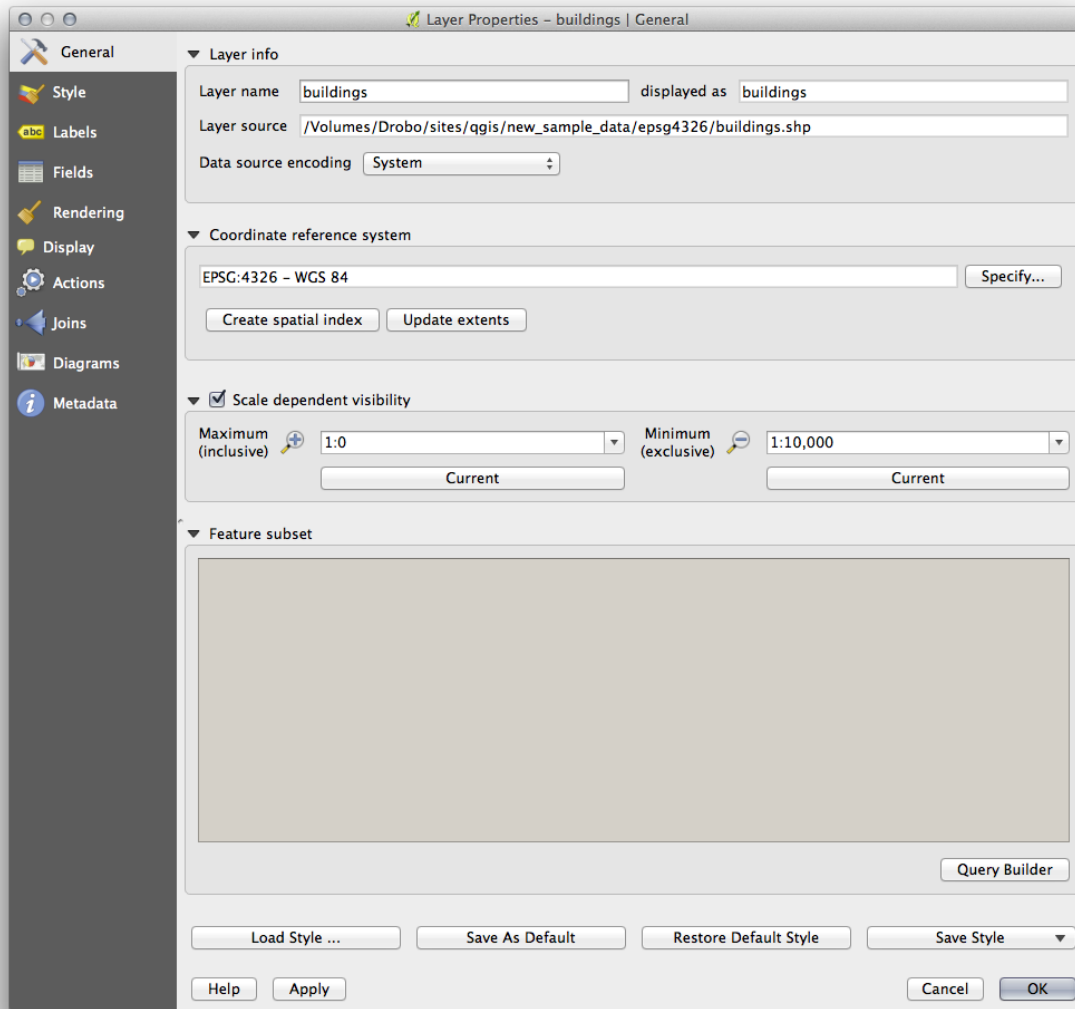 Layer Properties – buildings | General
General
Style
abc Labels
Fields
Rendering
Display
Actions
Joins
Diagrams
i Metadata
Layer info
Layer name buildings displayed as buildings
Layer source /Volumes/Drobo/sites/qgis/new_sample_data/epsg4326/buildings.shp
Data source encoding System
Coordinate reference system
EPSG:4326 – WGS 84 Specify...
Create spatial index Update extents
Scale dependent visibility
Maximum (inclusive) 1:0 Minimum (exclusive) 1:10,000
Current Current
Feature subset
Query Builder
Load Style ... Save As Default Restore Default Style Save Style
Help Apply Cancel OK